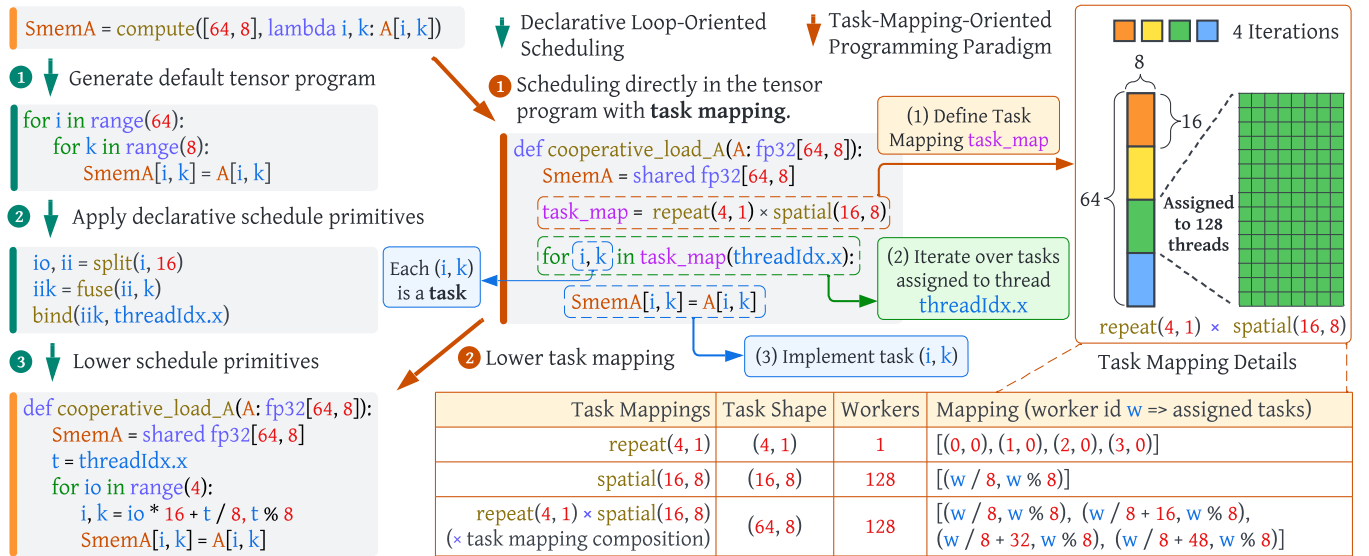 SmemA = compute([64, 8], lambda i, k: A[i, k])
1 Generate default tensor program
for i in range(64):
for k in range(8):
SmemA[i, k] = A[i, k]
2 Apply declarative schedule primitives
io, ii = split(i, 16)
iik = fuse(ii, k)
bind(iik, threadIdx.x)
3 Lower schedule primitives
def cooperative_load_A(A: fp32[64, 8]):
SmemA = shared fp32[64, 8]
t = threadIdx.x
for io in range(4):
i, k = io * 16 + t / 8, t % 8
SmemA[i, k] = A[i, k]
Declarative Loop-Oriented
Scheduling
Task-Mapping-Oriented
Programming Paradigm
1 Scheduling directly in the tensor
program with task mapping.
def cooperative_load_A(A: fp32[64, 8]):
SmemA = shared fp32[64, 8]
task_map = repeat(4, 1) × spatial(16, 8)
for i, k in task_map(threadIdx.x):
SmemA[i, k] = A[i, k]
Each (i, k)
is a task
(1) Define Task
Mapping task_map
(2) Iterate over tasks
assigned to thread
threadIdx.x
(3) Implement task (i, k)
2 Lower task mapping
4 Iterations
8
16
64
Assigned
to 128
threads
repeat(4, 1) × spatial(16, 8)
Task Mapping Details
Task Mappings Task Shape Workers Mapping (worker id w => assigned tasks)
repeat(4, 1) (4, 1) 1 [(0, 0), (1, 0), (2, 0), (3, 0)]
spatial(16, 8) (16, 8) 128 [(w / 8, w % 8)]
repeat(4, 1) × spatial(16, 8)
(× task mapping composition)
(64, 8)
128
[(w / 8, w % 8), (w / 8 + 16, w % 8),
(w / 8 + 32, w % 8), (w / 8 + 48, w % 8)]